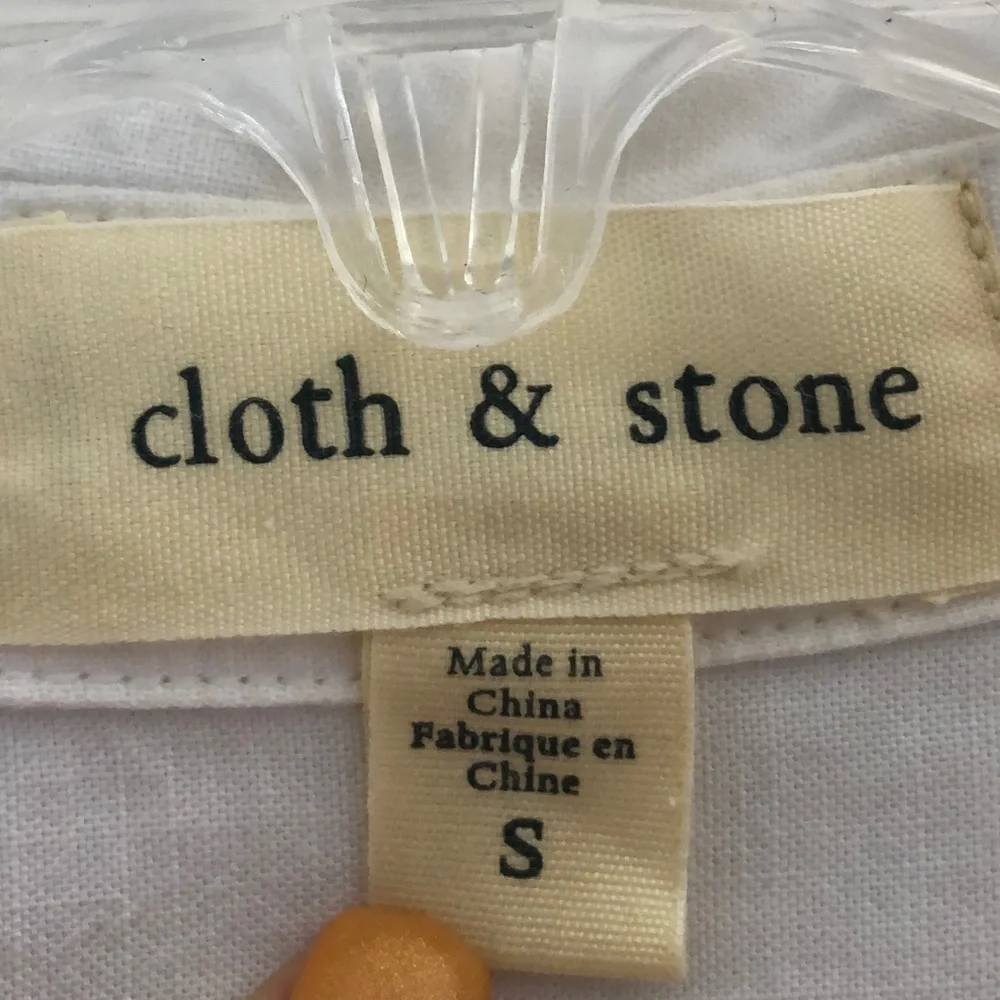 cloth & stone
Made in
China
Fabrique en
Chine
S